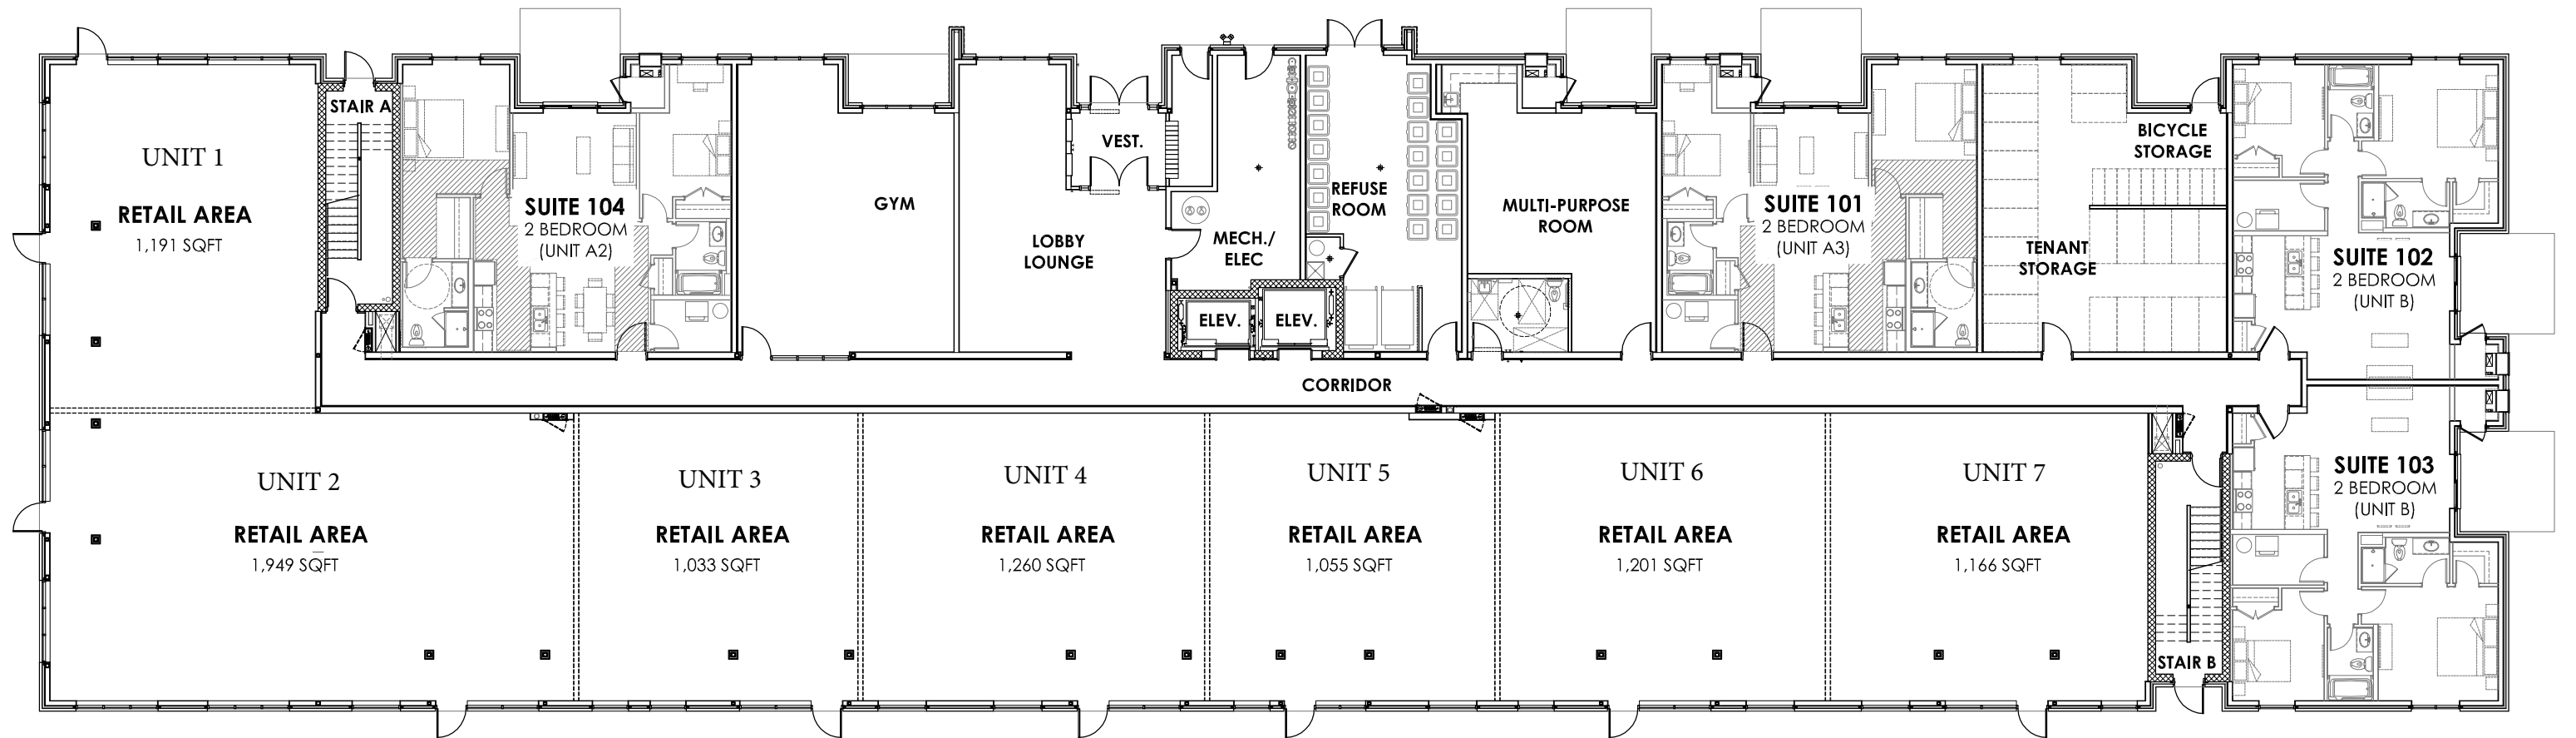 UNIT 1
RETAIL AREA
1,191 SQFT
STAIR A
SUITE 104
2 BEDROOM
(UNIT A2)
GYM
LOBBY
LOUNGE
VEST.
MECH./
ELEC
ELEV.
ELEV.
REFUSE
ROOM
MULTI-PURPOSE
ROOM
SUITE 101
2 BEDROOM
(UNIT A3)
BICYCLE
STORAGE
TENANT
STORAGE
SUITE 102
2 BEDROOM
(UNIT B)
CORRIDOR
UNIT 2
RETAIL AREA
1,949 SQFT
UNIT 3
RETAIL AREA
1,033 SQFT
UNIT 4
RETAIL AREA
1,260 SQFT
UNIT 5
RETAIL AREA
1,055 SQFT
UNIT 6
RETAIL AREA
1,201 SQFT
UNIT 7
RETAIL AREA
1,166 SQFT
STAIR B
SUITE 103
2 BEDROOM
(UNIT B)